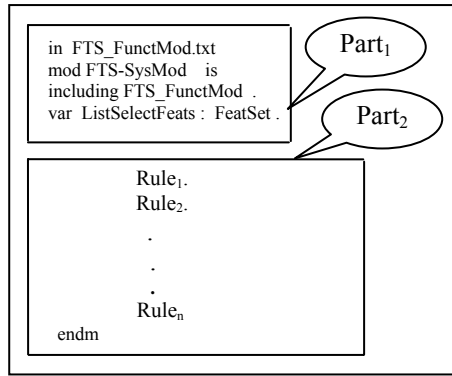 in FTS_FunctMod.txt
mod FTS-SysMod is
including FTS_FunctMod .
var ListSelectFeats : FeatSet .
Part₁
Part₂
Rule₁.
Rule₂.
.
.
.
Ruleₙ
endm